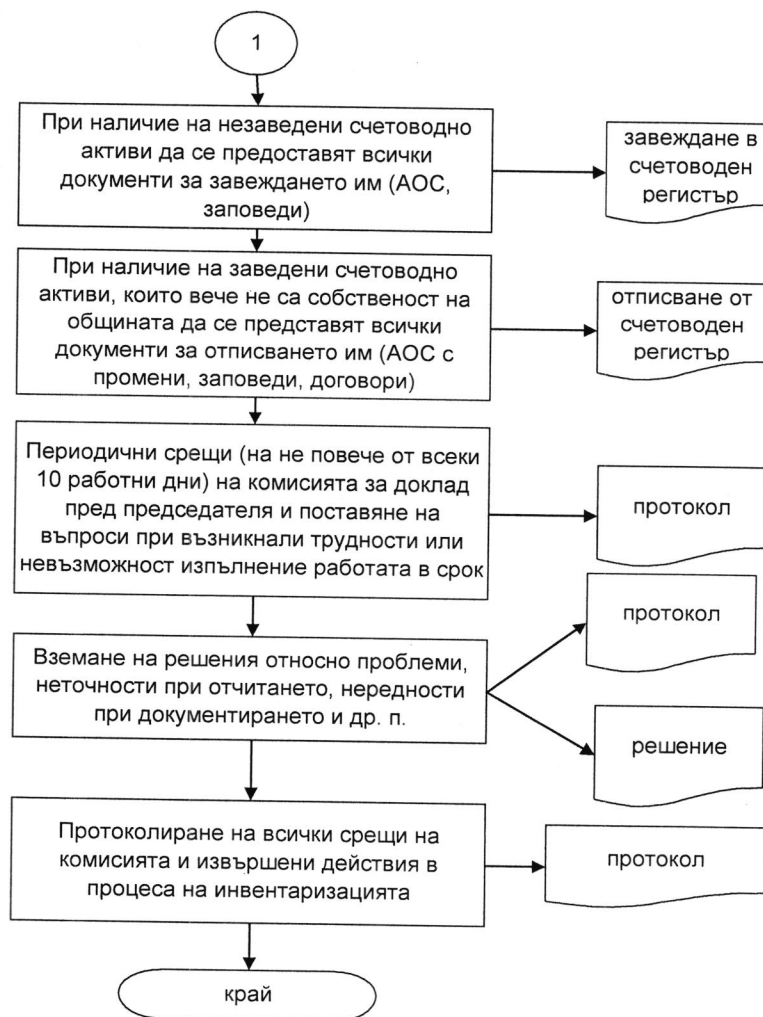 1
При наличие на незаведени счетоводно
активи да се предоставят всички
документи за завеждането им (АОС,
заповеди)
завеждане в
счетоводен
регистър
При наличие на заведени счетоводно
активи, които вече не са собственост на
общината да се представят всички
документи за отписването им (АОС с
промени, заповеди, договори)
отписване от
счетоводен
регистър
Периодични срещи (на не повече от всеки
10 работни дни) на комисията за доклад
пред председателя и поставяне на
въпроси при възникнали трудности или
невъзможност изпълнение работата в срок
протокол
Вземане на решения относно проблеми,
неточности при отчитането, нередности
при документирането и др. п.
протокол
решение
Протоколиране на всички срещи на
комисията и извършени действия в
процеса на инвентаризацията
протокол
край